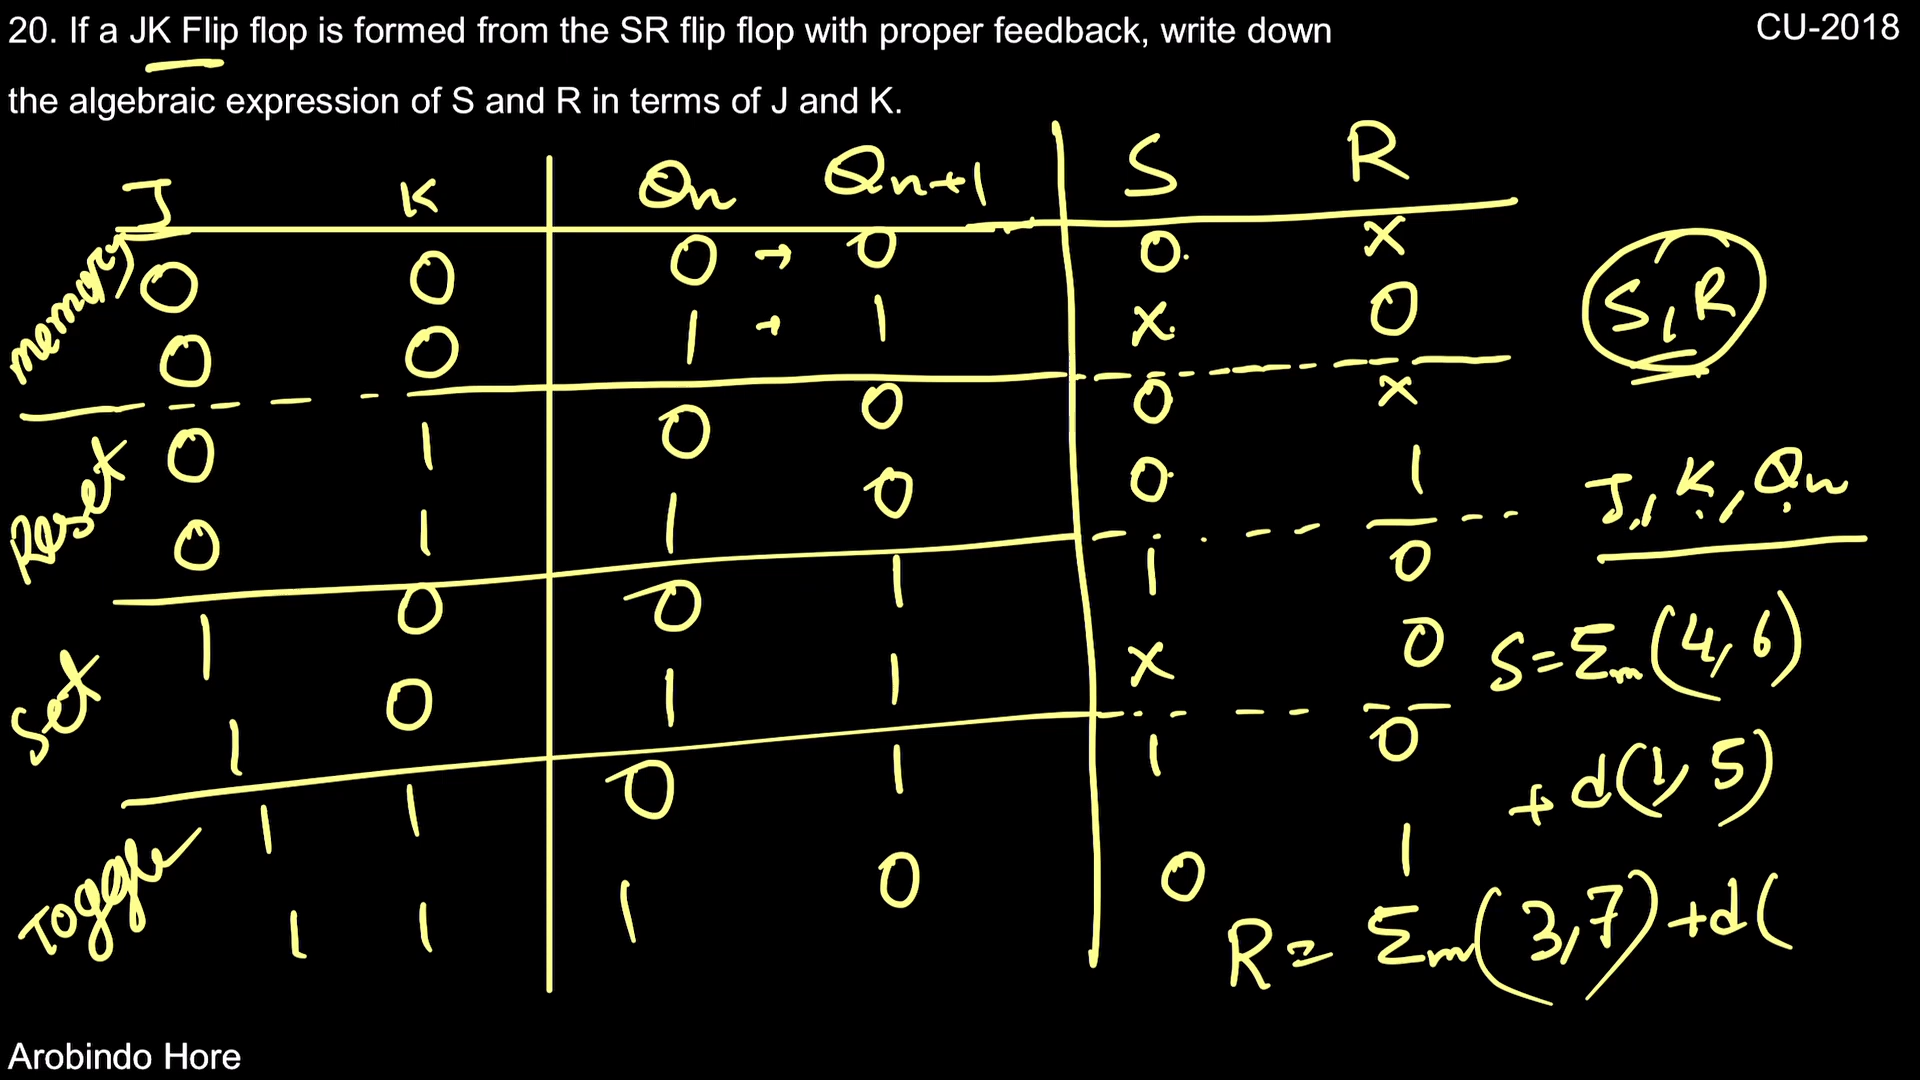 20. If a JK Flip flop is formed from the SR flip flop with proper feedback, write down
CU-2018
the algebraic expression of S and R in terms of J and K.
J K Qn Qn+1 S R
memory
0 0 0 → 0 0. x
0 0 1 → 1 x. 0
S, R
Reset
0 1 0 0 0 x
0 1 1 0 0. 1
J, K, Qn
Set
1 0 0 1 1 0
1 0 1 1 x 0
S = Σm(4, 6)
+ d(1, 5)
Toggle
1 1 0 1 1 0
1 1 1 0 0 1
R = Σm(3, 7) + d(
Arobindo Hore